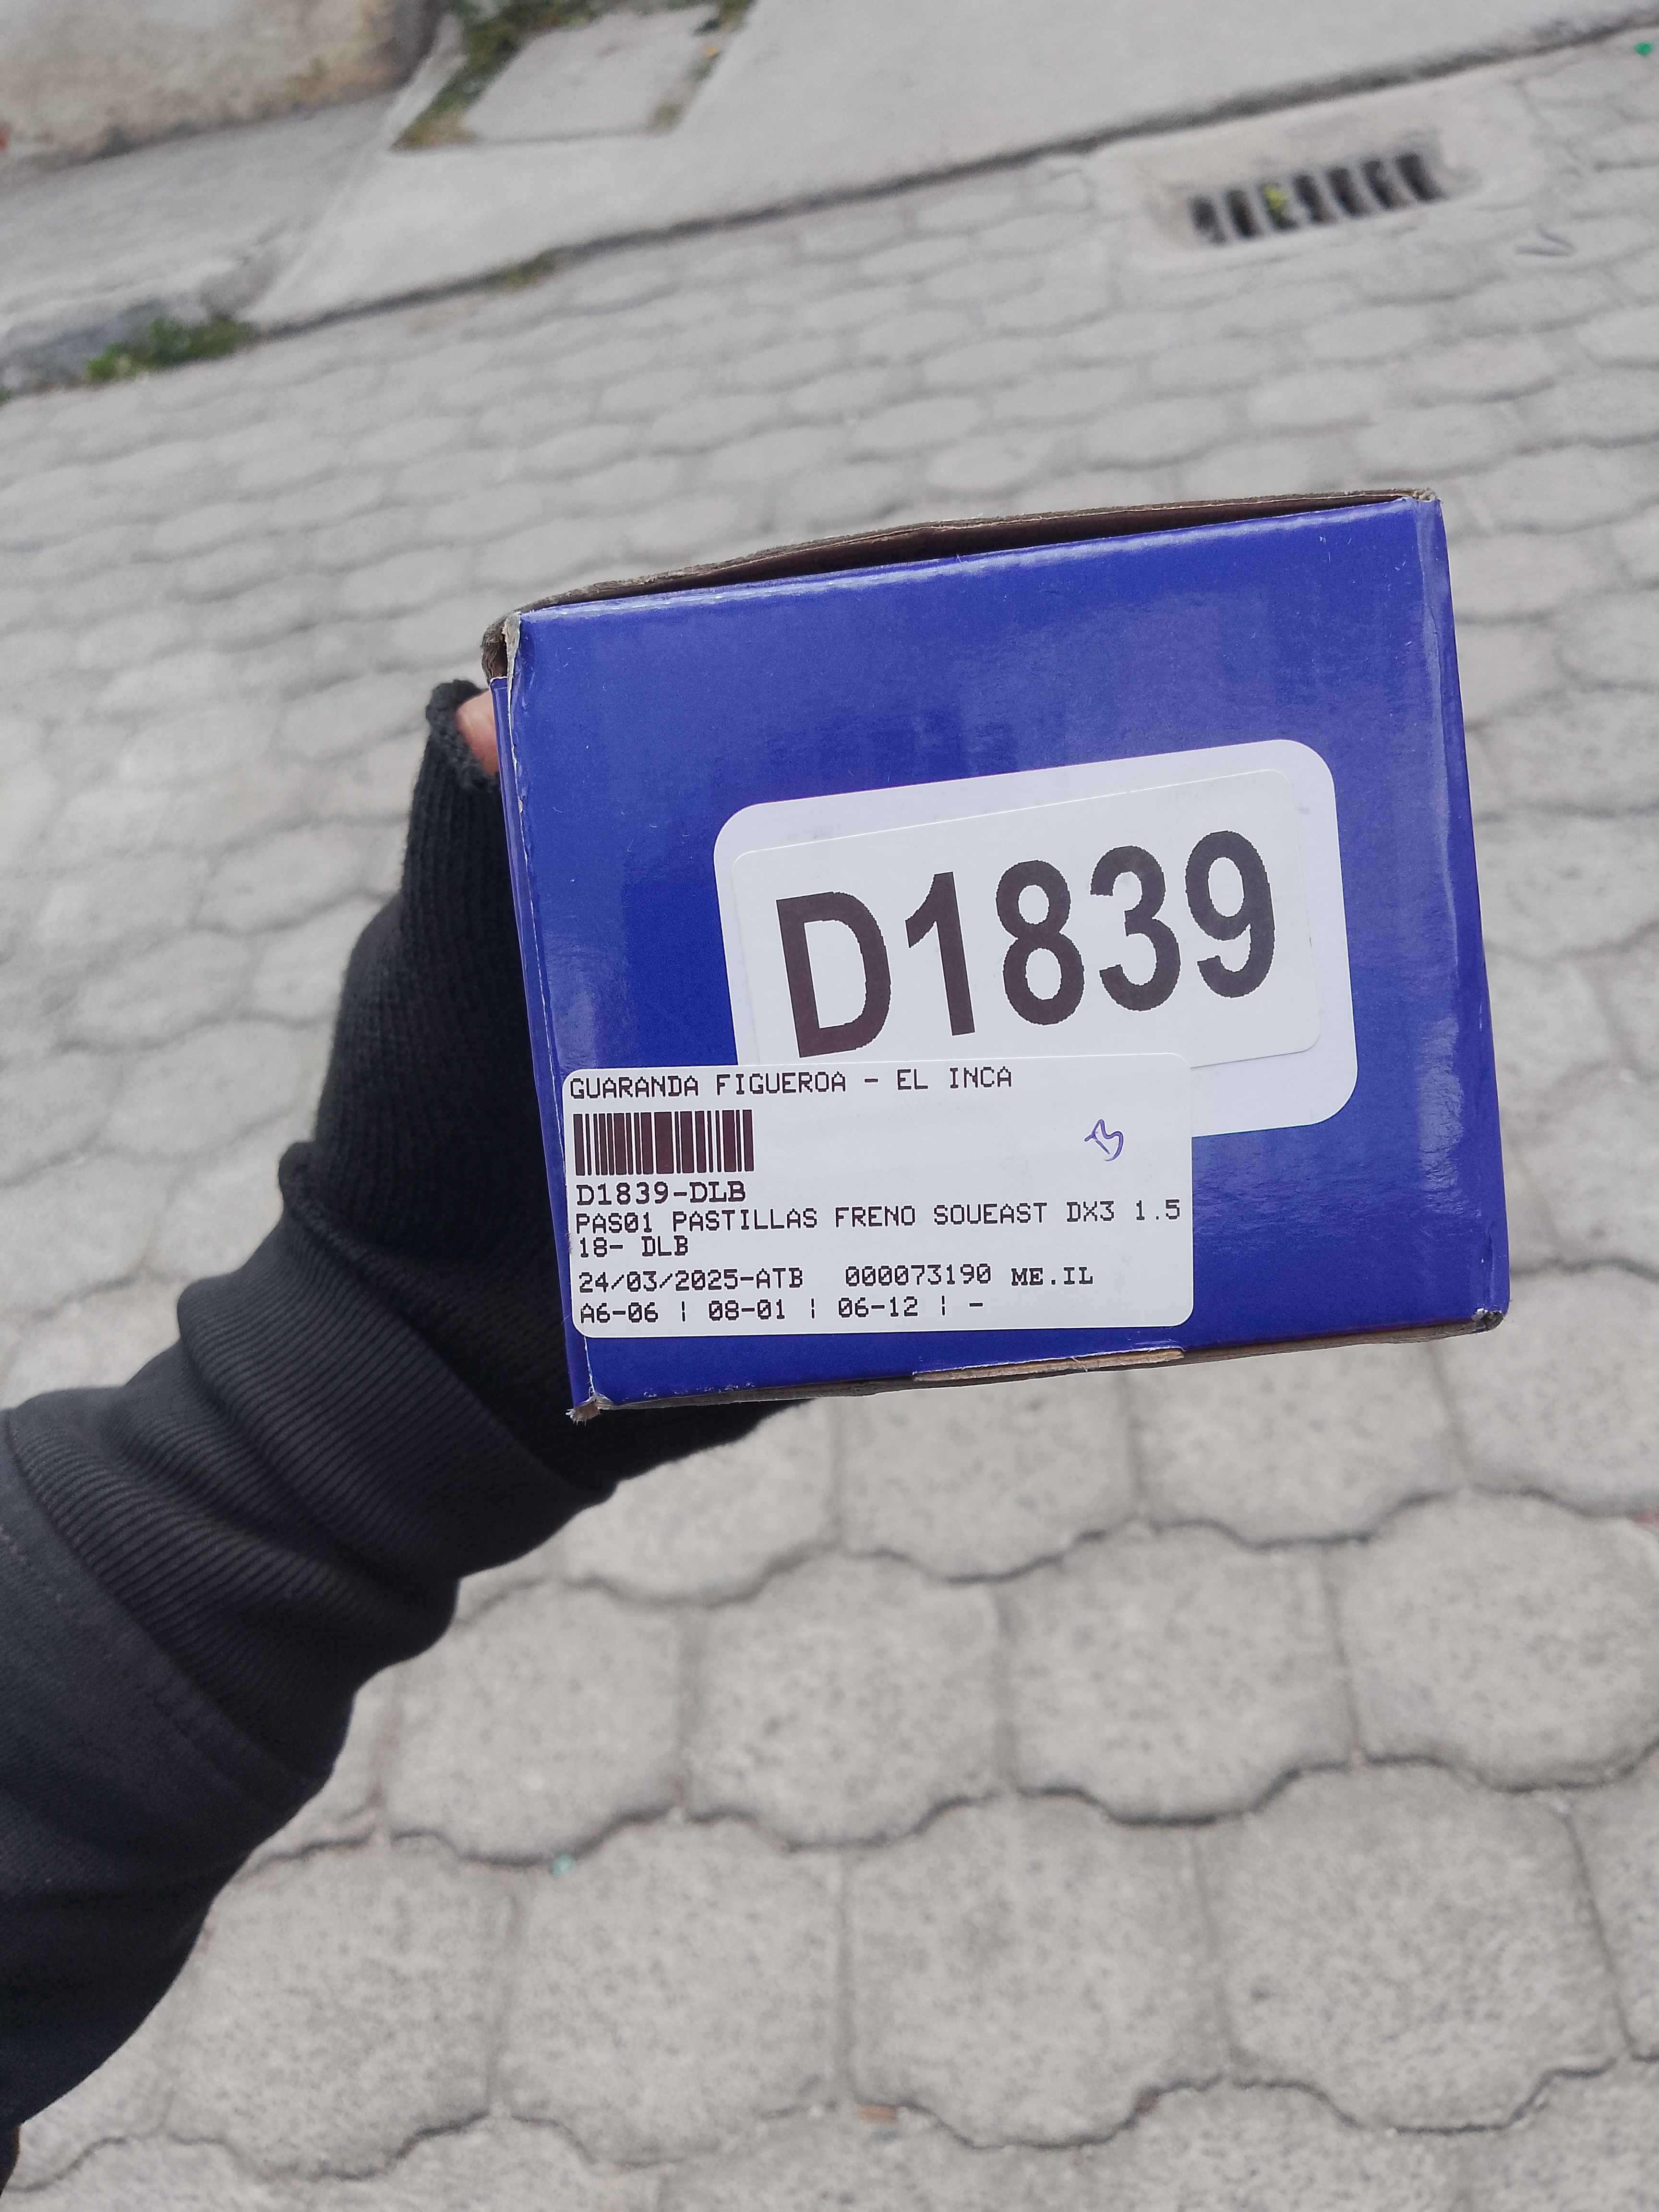 D1839
GUARANDA FIGUEROA - EL INCA
D1839-DLB
PAS01 PASTILLAS FRENO SOUEAST DX3 1.5
18- DLB
24/03/2025-ATB 000073190 ME.IL
A6-06 ¦ 08-01 ¦ 06-12 ¦ -